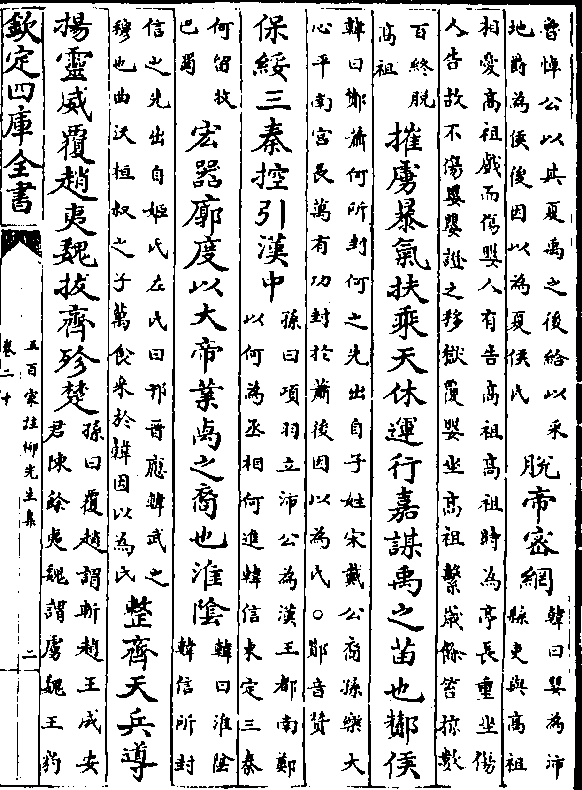 晉悼公以其夏禹之後給以采
地爵為侯後因以為夏侯氏
脫帝密網
韓曰嬰為沛
縣吏與高祖
相愛高祖戲而傷嬰人有告高祖高祖時為亭長重坐傷
人告故不傷嬰嬰證之移獄覆嬰坐高祖繫歲餘笞掠數
百終脫
高祖
摧虜暴氣扶乘天休運行嘉謀禹之苗也酇侯
韓曰酇蕭何所封何之先出自子姓宋戴公裔孫樂大
心平南宮長萬有功封於蕭後因以為氏○酇音贊
保綏三秦控引漢中
孫曰項羽立沛公為漢王都南鄭
以何為丞相何進韓信東定三秦
何留收
巴蜀
宏器廓度以大帝業卨之裔也淮陰
韓曰淮陰
韓信所封
信之先出自姬氏左氏曰邘晉應韓武之
穆也曲沃桓叔之子萬食采於韓因以為氏
整齊天兵導
揚靈威覆趙夷魏拔齊殄楚
孫曰覆趙謂斬趙王成安
君陳餘夷魏謂虜魏王豹
欽定四庫全書
五百家註柳先生集
卷二十
二